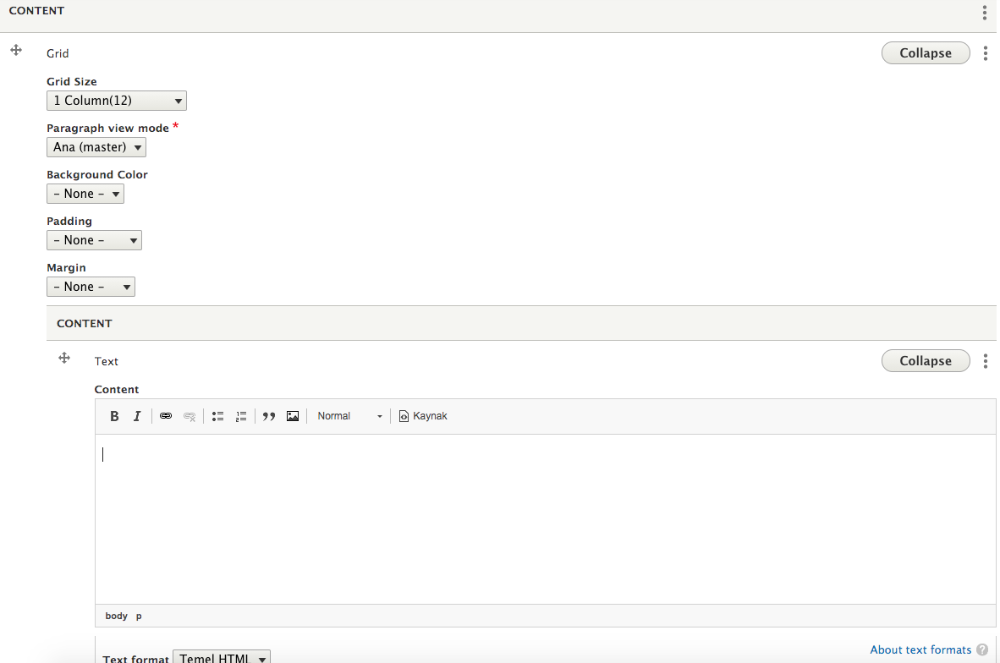 CONTENT
Grid
Collapse
Grid Size
1 Column(12)
Paragraph view mode *
Ana (master)
Background Color
- None -
Padding
- None -
Margin
- None -
CONTENT
Text
Collapse
Content
B I Normal Kaynak
body p
About text formats ?
Text format Temel HTML